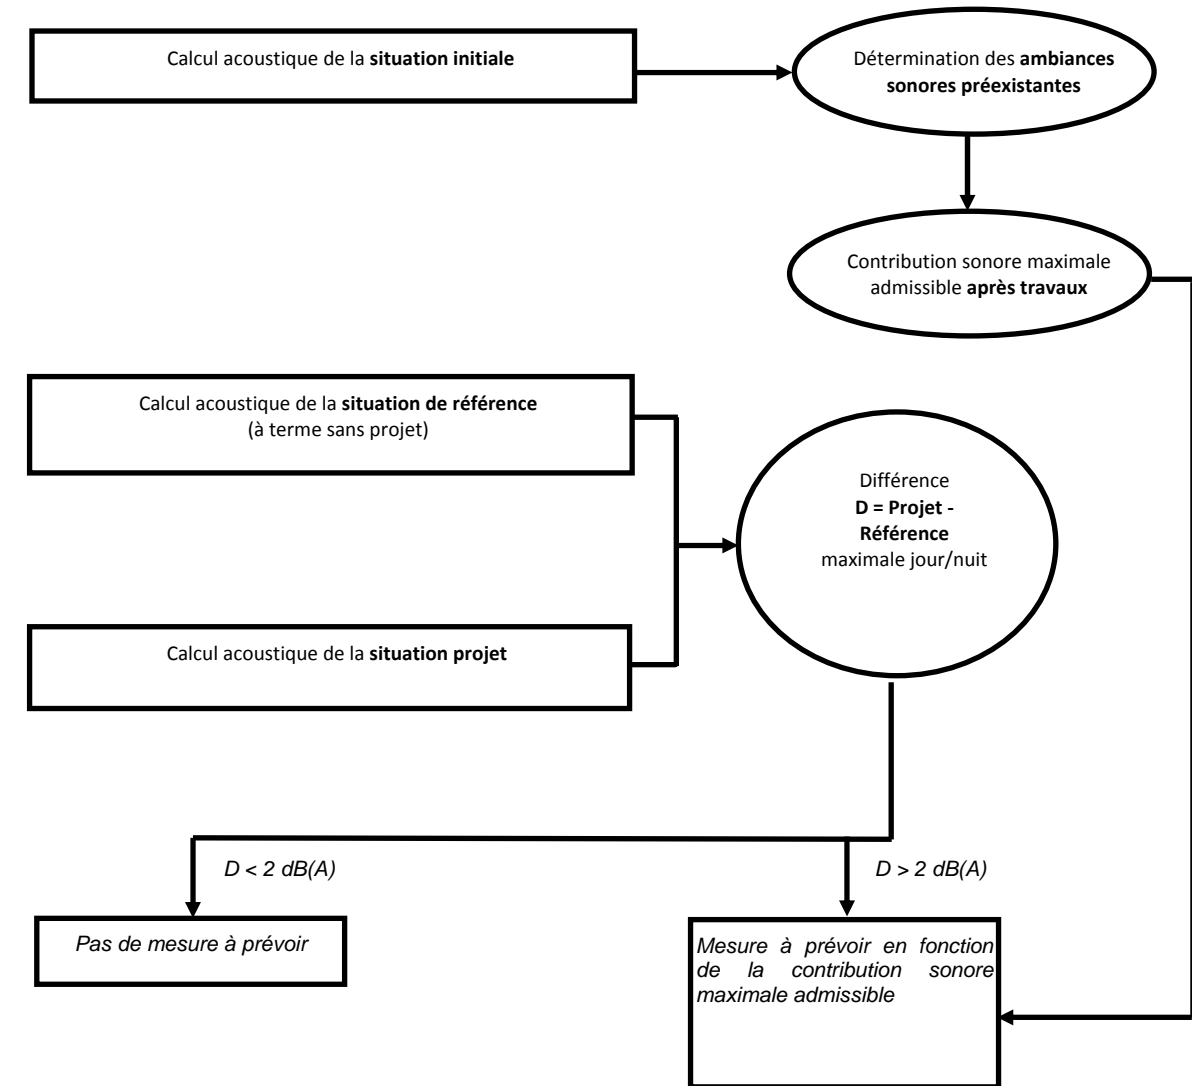 Calcul acoustique de la situation initiale
Détermination des ambiances
sonores préexistantes
Contribution sonore maximale
admissible après travaux
Calcul acoustique de la situation de référence
(à terme sans projet)
Différence
D = Projet -
Référence
maximale jour/nuit
Calcul acoustique de la situation projet
D < 2 dB(A)
D > 2 dB(A)
Pas de mesure à prévoir
Mesure à prévoir en fonction
de la contribution sonore
maximale admissible